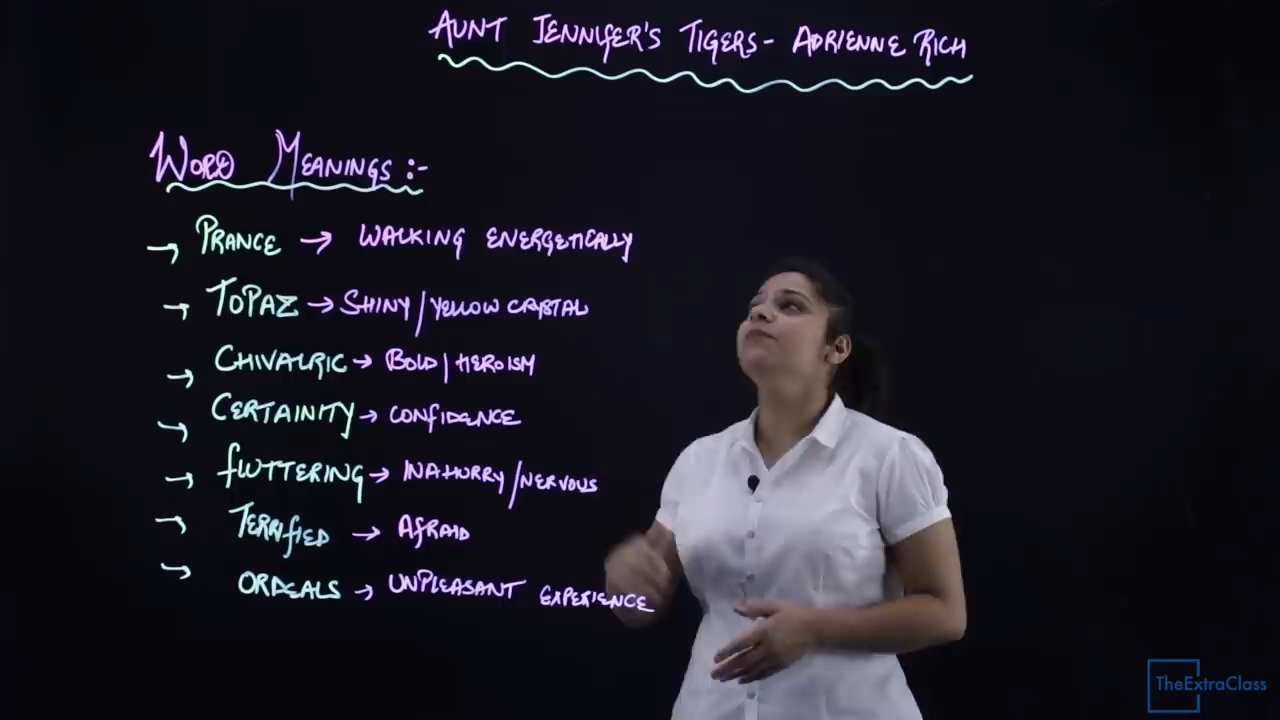 AUNT JENNIFER'S TIGERS - ADRIENNE RICH
WORD MEANINGS :-
→ PRANCE → WALKING ENERGETICALLY
→ TOPAZ → SHINY/YELLOW CRYSTAL
→ CHIVALRIC → BOLD/HEROISM
→ CERTAINITY → CONFIDENCE
→ FLUTTERING → IN A HURRY/NERVOUS
→ TERRIFIED → AFRAID
→ ORDEALS → UNPLEASANT EXPERIENCE
TheExtraClass